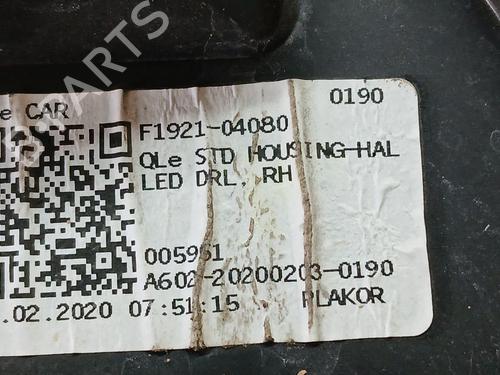 PARTS
e CAR
0190
F1921-04080
QLe STD HOUSING-HAL
LED DRL, RH
005951
A602-20200203-0190
.02.2020 07:51:15 PLAKOR